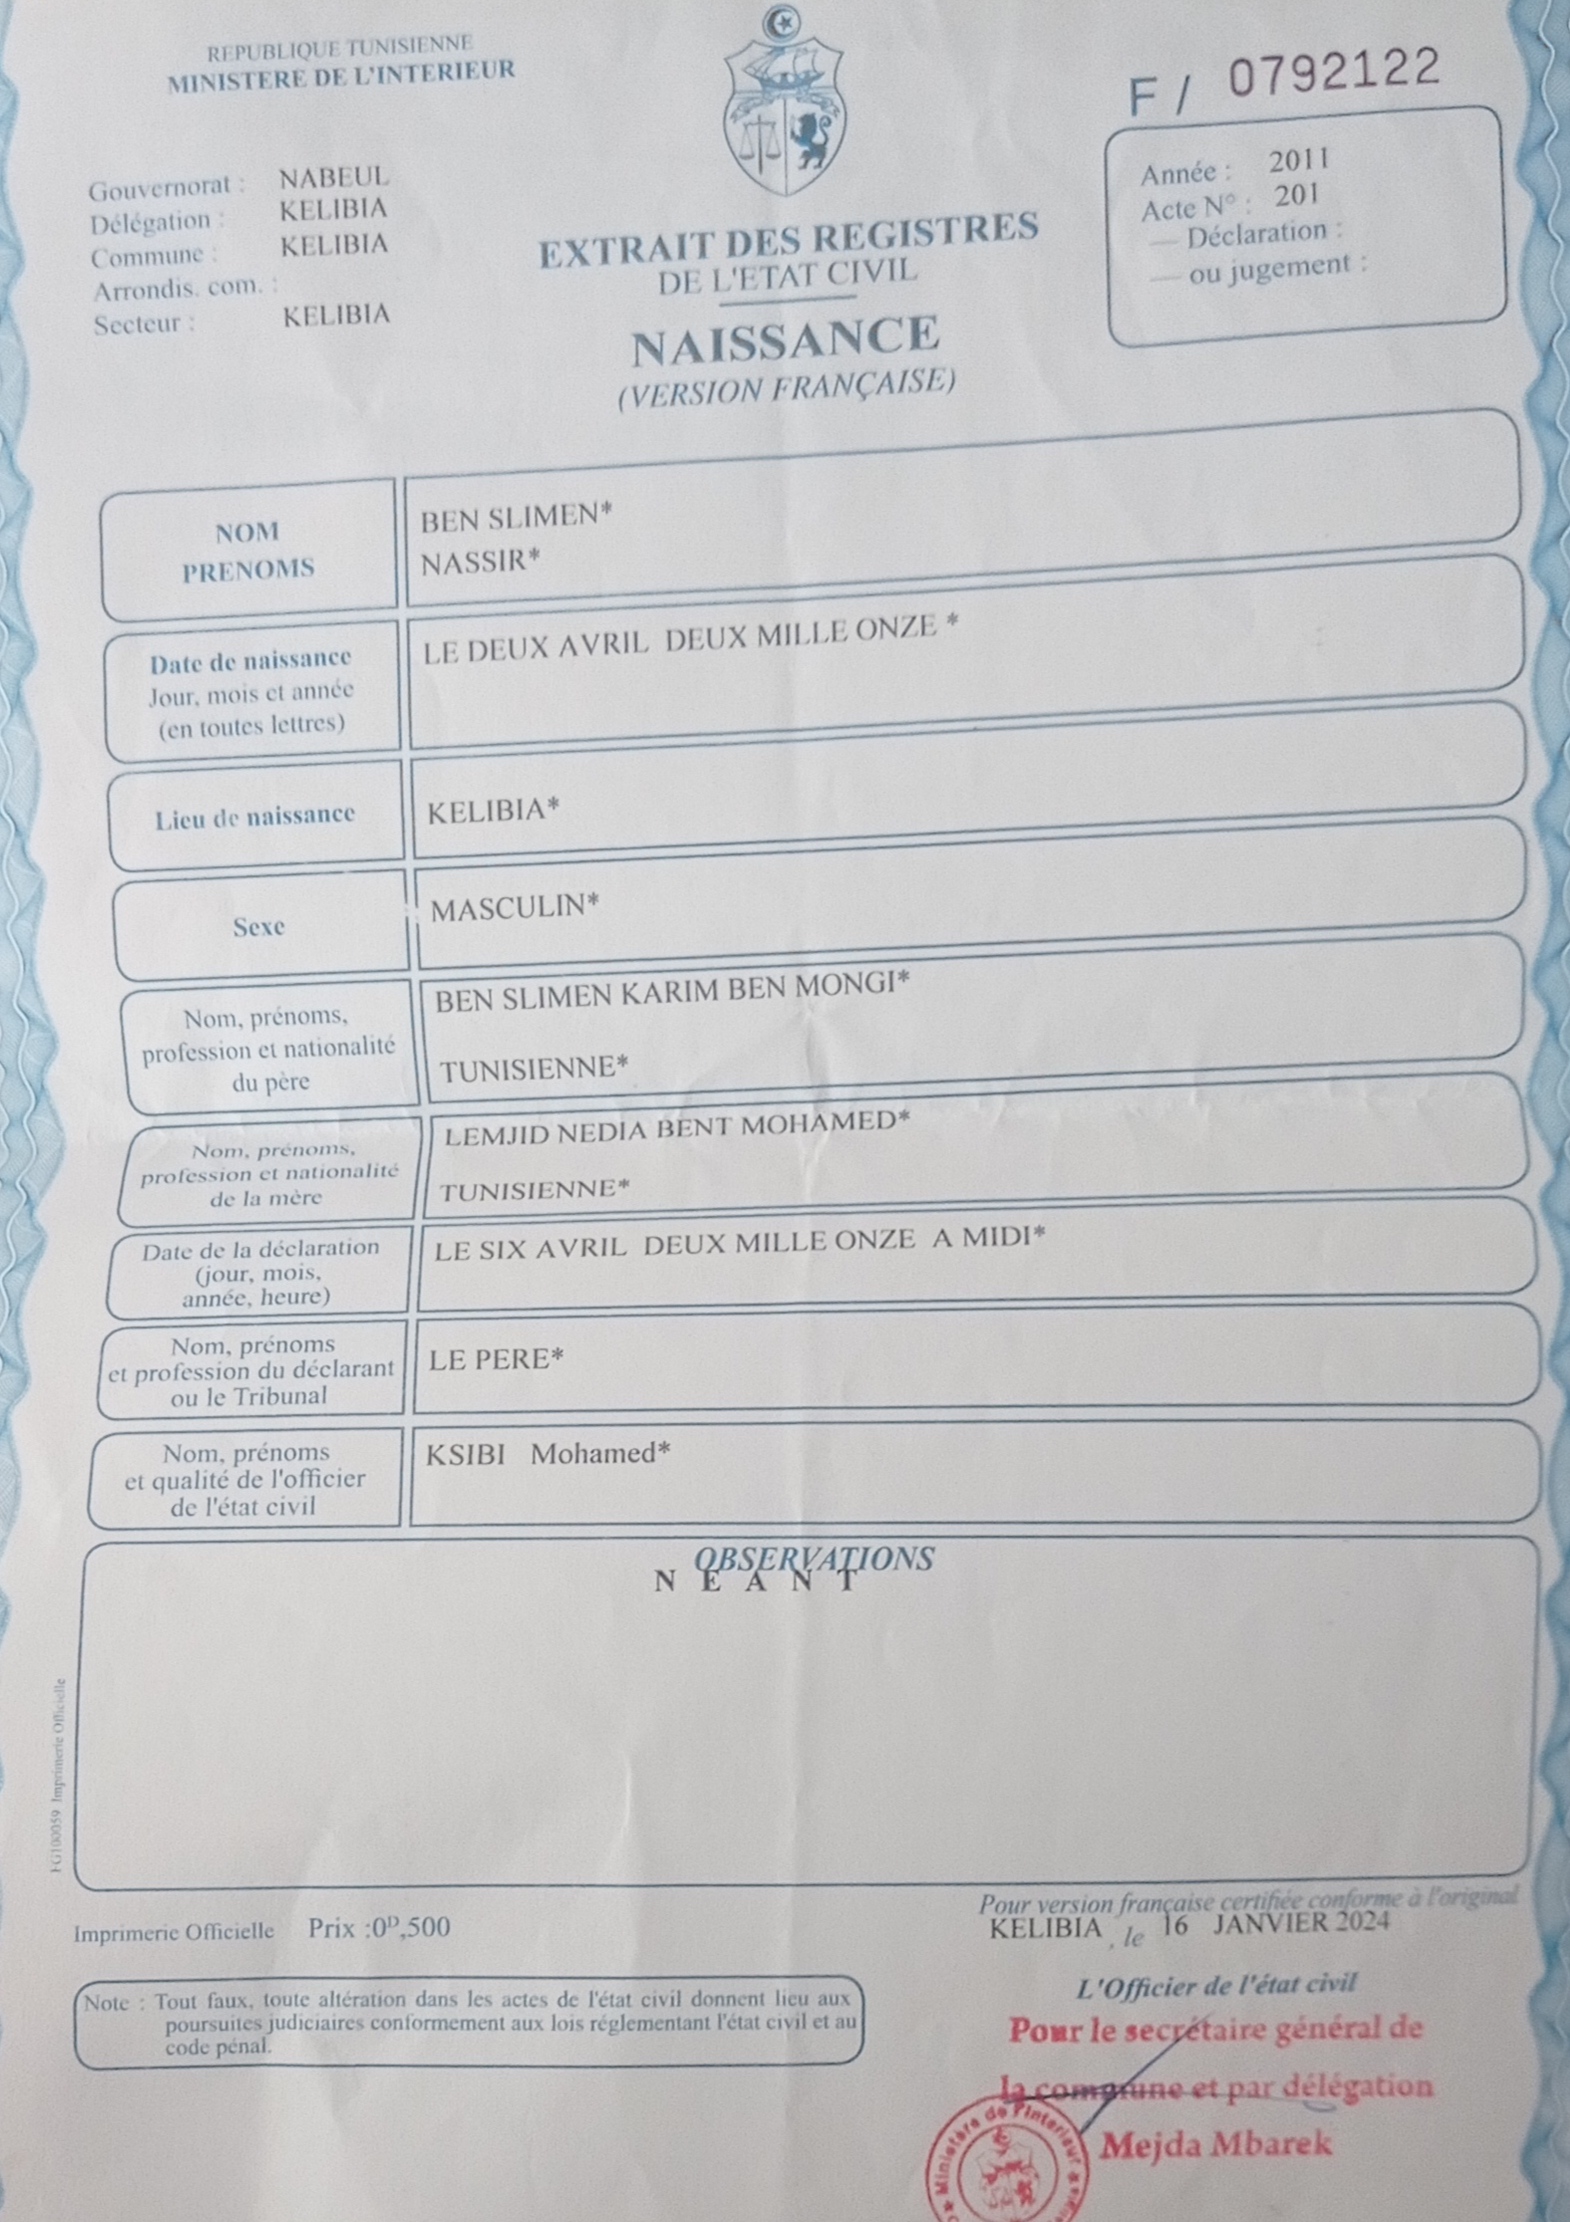 REPUBLIQUE TUNISIENNE
MINISTERE DE L'INTERIEUR
F / 0792122
Gouvernorat : NABEUL
Délégation : KELIBIA
Commune : KELIBIA
Arrondis. com. :
Secteur : KELIBIA
EXTRAIT DES REGISTRES
DE L'ETAT CIVIL
NAISSANCE
(VERSION FRANÇAISE)
Année : 2011
Acte N° : 201
— Déclaration :
— ou jugement :
NOM
PRENOMS
BEN SLIMEN*
NASSIR*
Date de naissance
Jour, mois et année
(en toutes lettres)
LE DEUX AVRIL DEUX MILLE ONZE *
Lieu de naissance
KELIBIA*
Sexe
MASCULIN*
Nom, prénoms,
profession et nationalité
du père
BEN SLIMEN KARIM BEN MONGI*
TUNISIENNE*
Nom, prénoms,
profession et nationalité
de la mère
LEMJID NEDIA BENT MOHAMED*
TUNISIENNE*
Date de la déclaration
(jour, mois,
année, heure)
LE SIX AVRIL DEUX MILLE ONZE A MIDI*
Nom, prénoms
et profession du déclarant
ou le Tribunal
LE PERE*
Nom, prénoms
et qualité de l'officier
de l'état civil
KSIBI Mohamed*
OBSERVATIONS
N E A N T
FG100059 Imprimerie Officielle
Imprimerie Officielle Prix :0ᴰ,500
Note : Tout faux, toute altération dans les actes de l'état civil donnent lieu aux
poursuites judiciaires conformement aux lois réglementant l'état civil et au
code pénal.
Pour version française certifiée conforme à l'original
KELIBIA , le 16 JANVIER 2024
L'Officier de l'état civil
Pour le secrétaire général de
la commune et par délégation
Mejda Mbarek
Ministère de l'Interieur